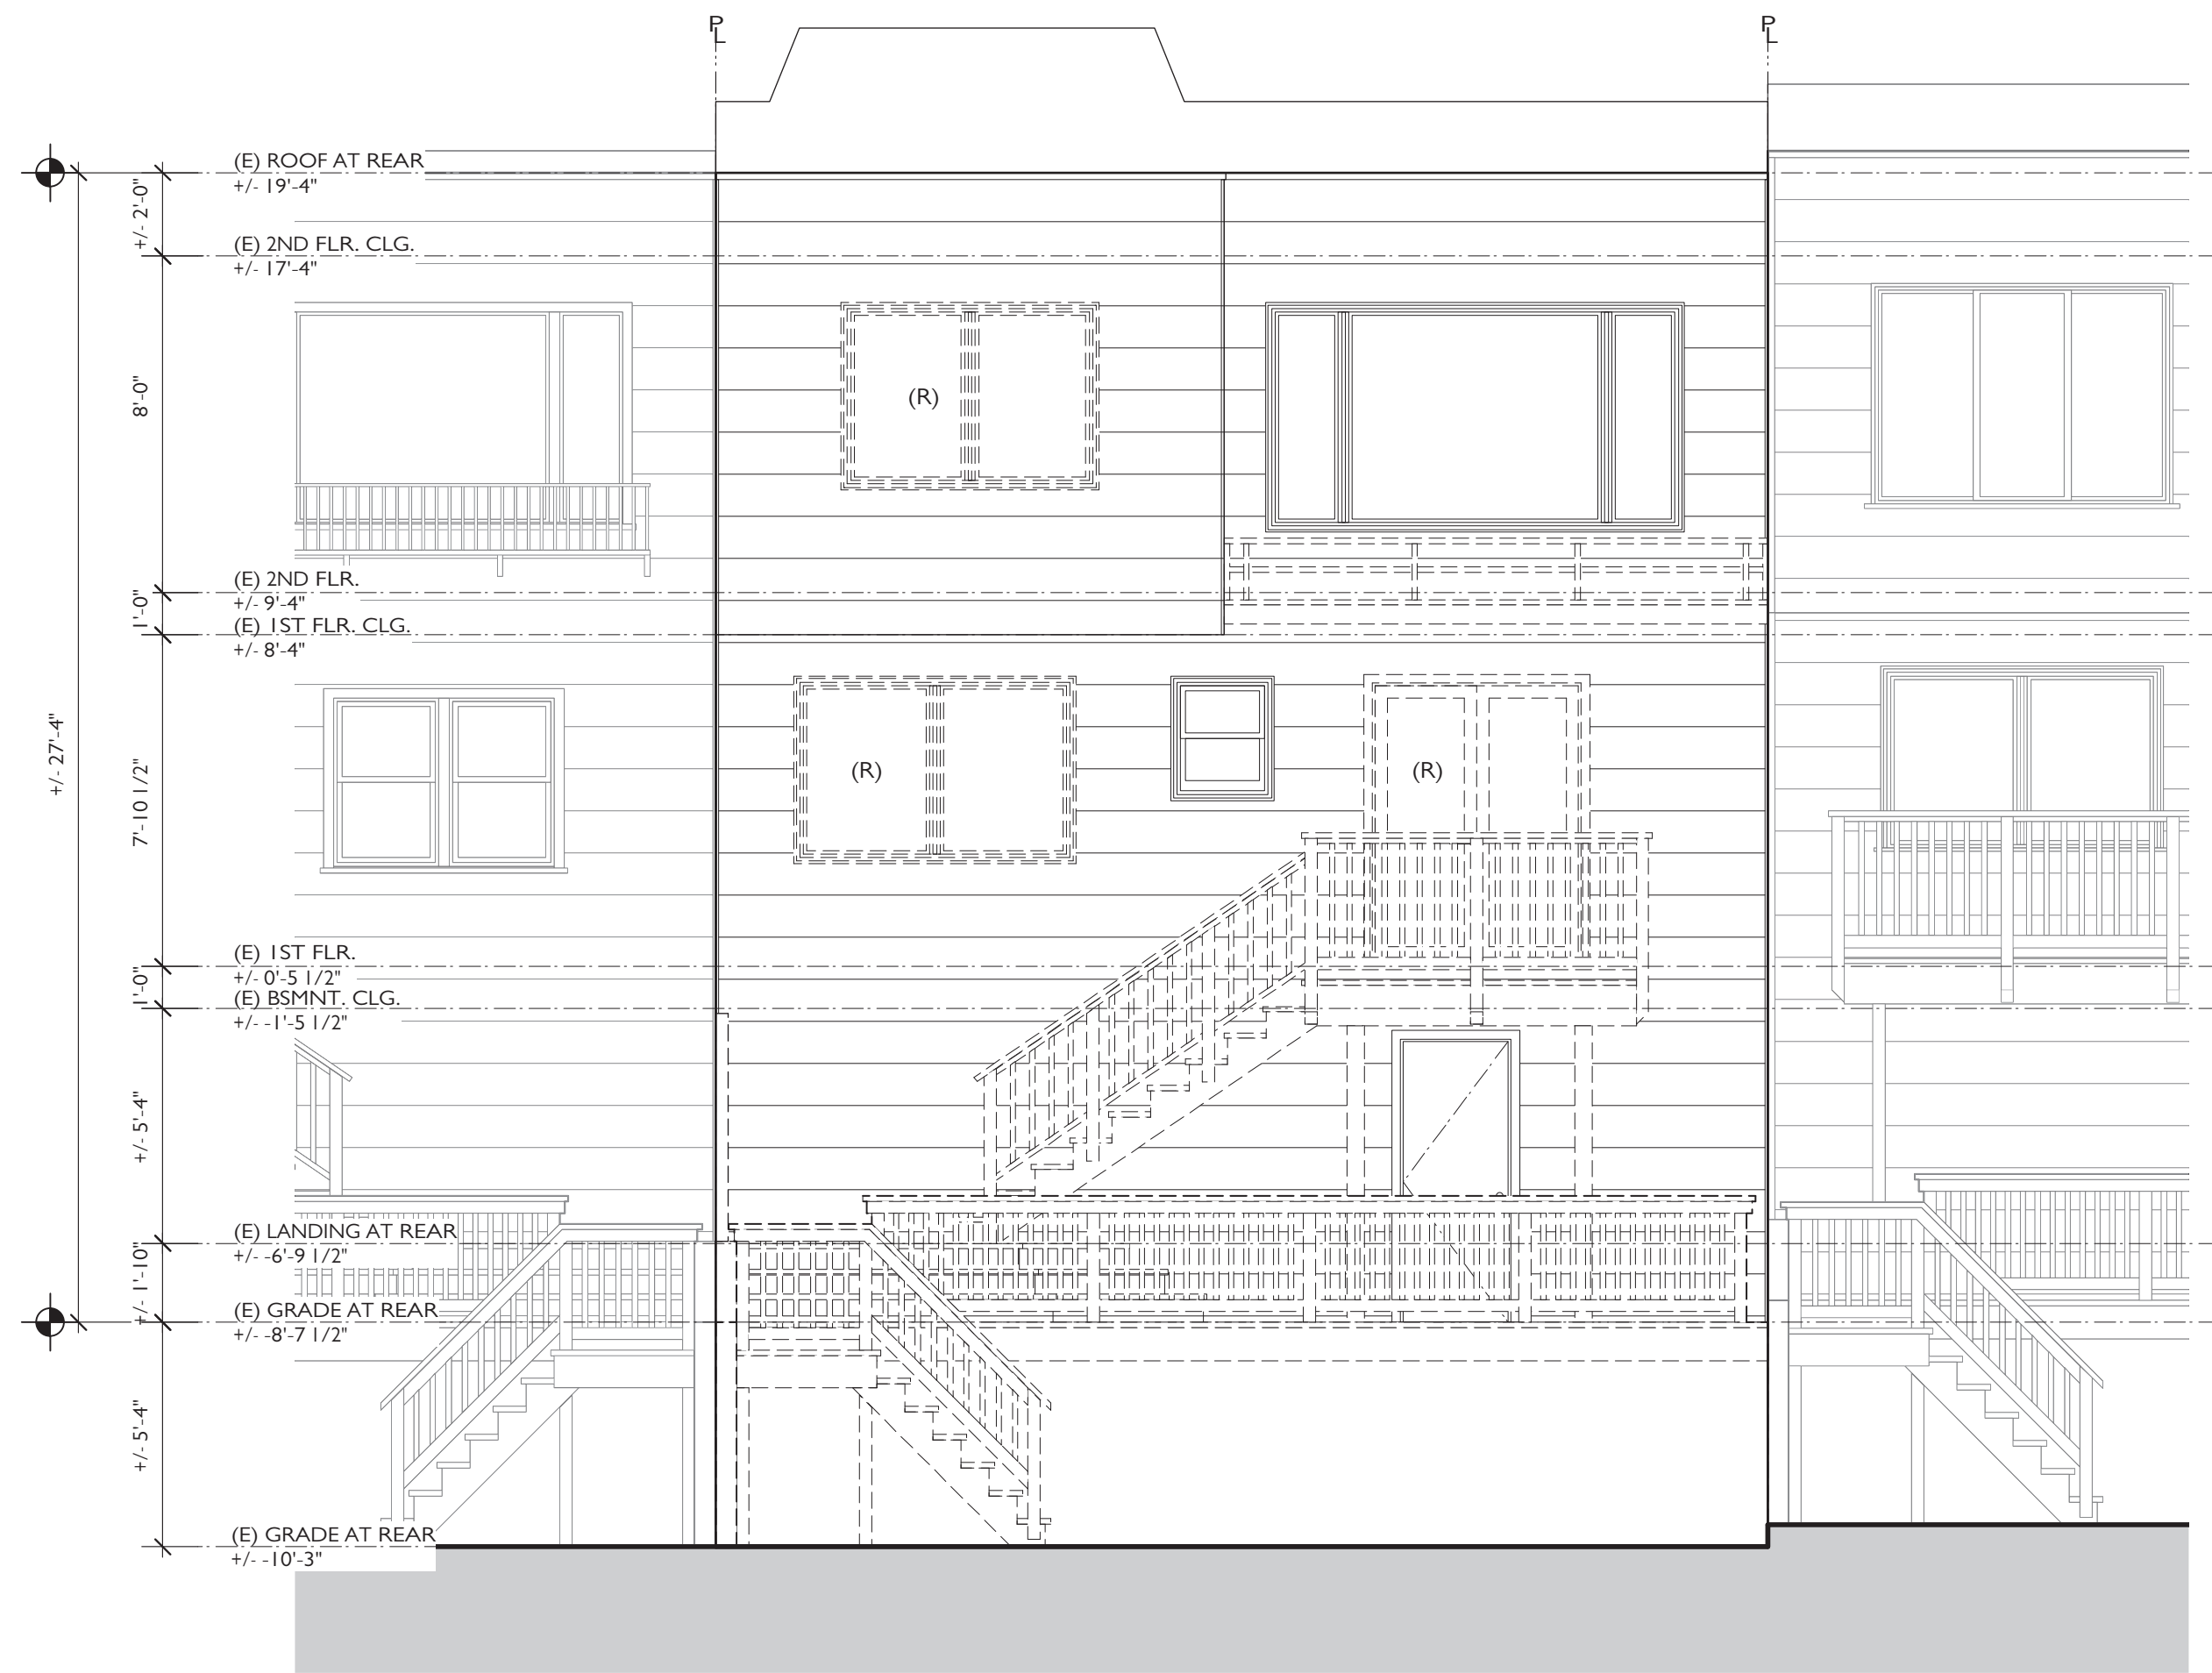 PL
PL
(E) ROOF AT REAR
+/- 19'-4"
+/- 2'-0"
(E) 2ND FLR. CLG.
+/- 17'-4"
8'-0"
(R)
(E) 2ND FLR.
+/- 9'-4"
1'-0"
(E) 1ST FLR. CLG.
+/- 8'-4"
+/- 27'-4"
7'-10 1/2"
(R)
(R)
(E) 1ST FLR.
+/- 0'-5 1/2"
1'-0"
(E) BSMNT. CLG.
+/- -1'-5 1/2"
+/- 5'-4"
(E) LANDING AT REAR
+/- -6'-9 1/2"
+/- 1'-10"
(E) GRADE AT REAR
+/- -8'-7 1/2"
+/- 5'-4"
(E) GRADE AT REAR
+/- -10'-3"